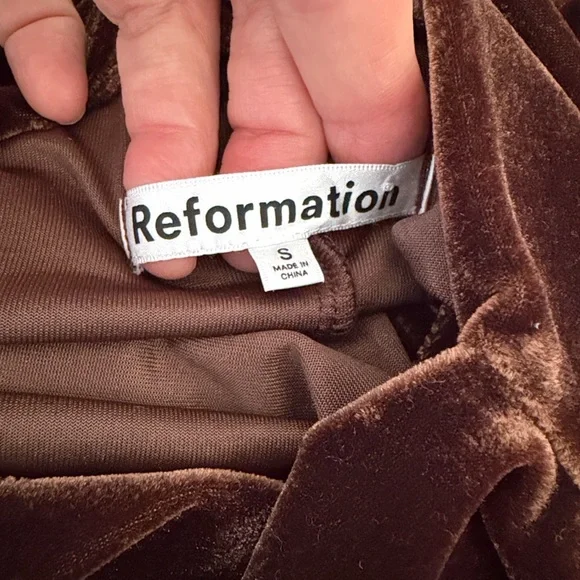 Reformation
S
MADE IN
CHINA